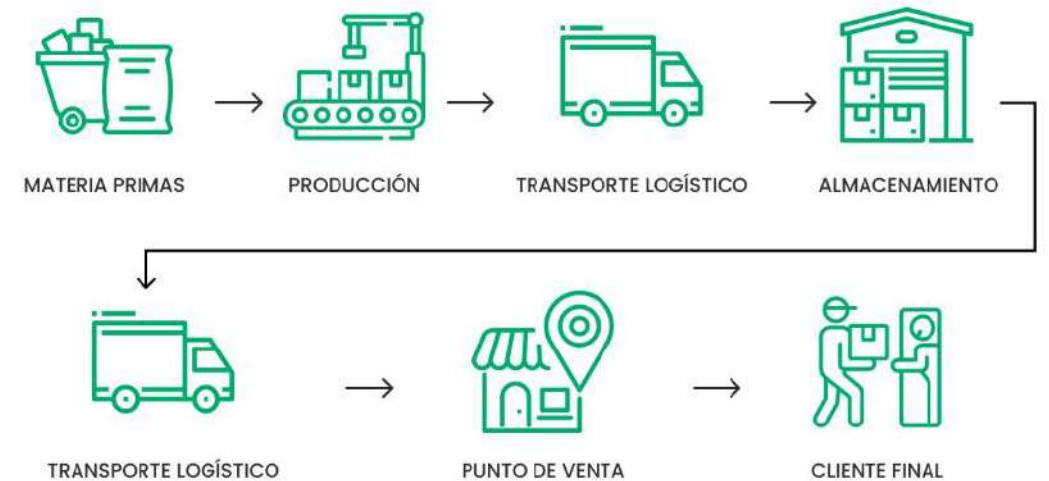 MATERIA PRIMAS
PRODUCCIÓN
TRANSPORTE LOGÍSTICO
ALMACENAMIENTO
TRANSPORTE LOGÍSTICO
PUNTO DE VENTA
CLIENTE FINAL